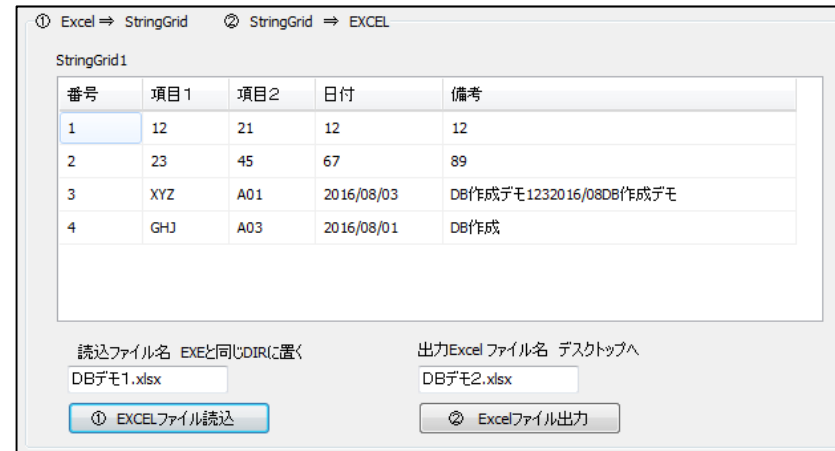 ① Excel⇒ StringGrid ② StringGrid ⇒ EXCEL
StringGrid1
番号 項目1 項目2 日付 備考
1 12 21 12 12
2 23 45 67 89
3 XYZ A01 2016/08/03 DB作成デモ1232016/08DB作成デモ
4 GHJ A03 2016/08/01 DB作成
読込ファイル名 EXEと同じDIRに置く 出力Excel ファイル名 デスクトップへ
DBデモ1.xlsx DBデモ2.xlsx
① EXCELファイル読込 ② Excelファイル出力